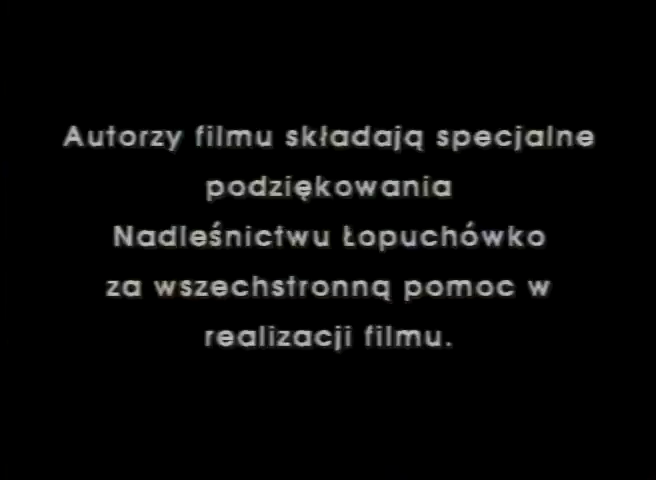 Autorzy filmu składają specjalne
podziękowania
Nadleśnictwu Łopuchówko
za wszechstronną pomoc w
realizacji filmu.